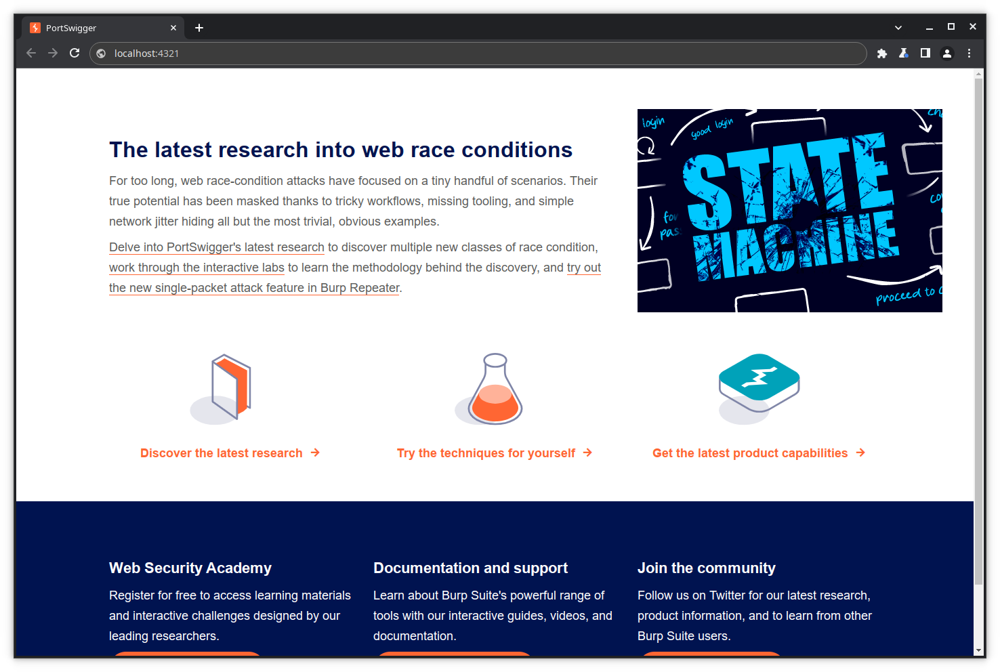 PortSwigger
localhost:4321
The latest research into web race conditions
For too long, web race-condition attacks have focused on a tiny handful of scenarios. Their
true potential has been masked thanks to tricky workflows, missing tooling, and simple
network jitter hiding all but the most trivial, obvious examples.
Delve into PortSwigger's latest research to discover multiple new classes of race condition,
work through the interactive labs to learn the methodology behind the discovery, and try out
the new single-packet attack feature in Burp Repeater.
login
good login
STATE
MACHINE
proceed to
Discover the latest research
Try the techniques for yourself
Get the latest product capabilities
Web Security Academy
Register for free to access learning materials
and interactive challenges designed by our
leading researchers.
Documentation and support
Learn about Burp Suite's powerful range of
tools with our interactive guides, videos, and
documentation.
Join the community
Follow us on Twitter for our latest research,
product information, and to learn from other
Burp Suite users.